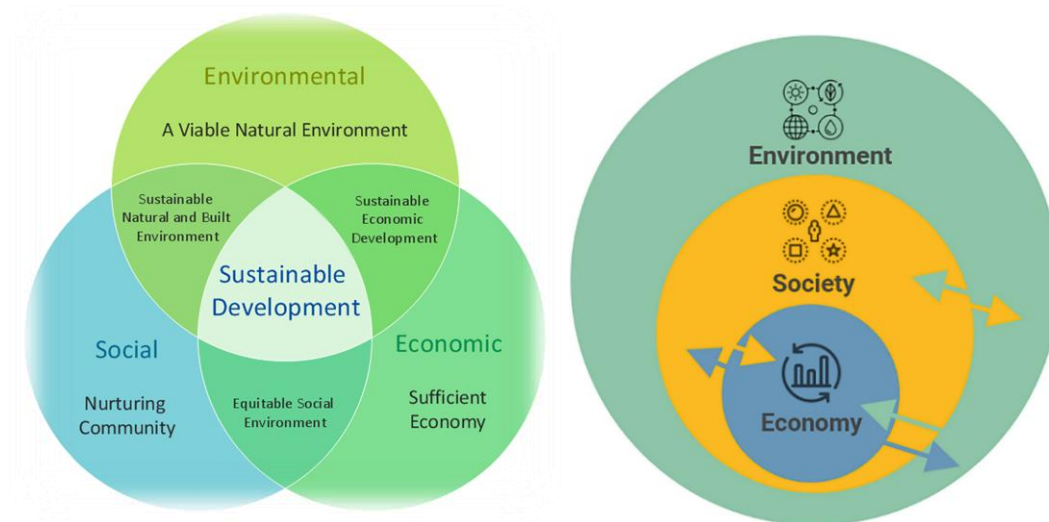 Environmental
A Viable Natural Environment
Sustainable
Natural and Built
Environment
Sustainable
Economic
Development
Sustainable
Development
Social
Nurturing
Community
Equitable Social
Environment
Economic
Sufficient
Economy
Environment
Society
Economy